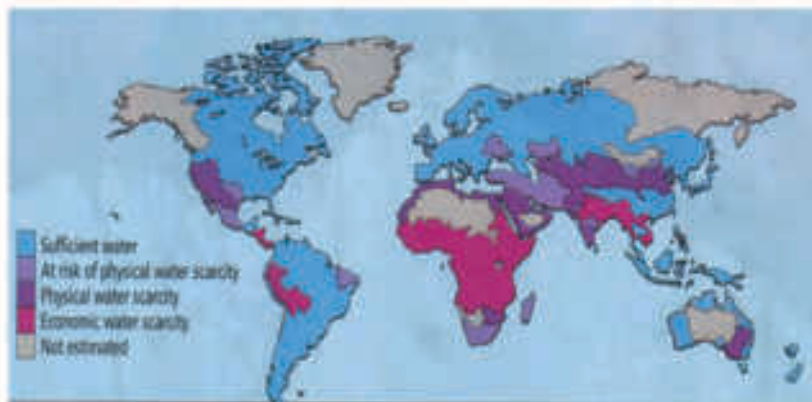 Sufficient water
At risk of physical water scarcity
Physical water scarcity
Economic water scarcity
Not estimated